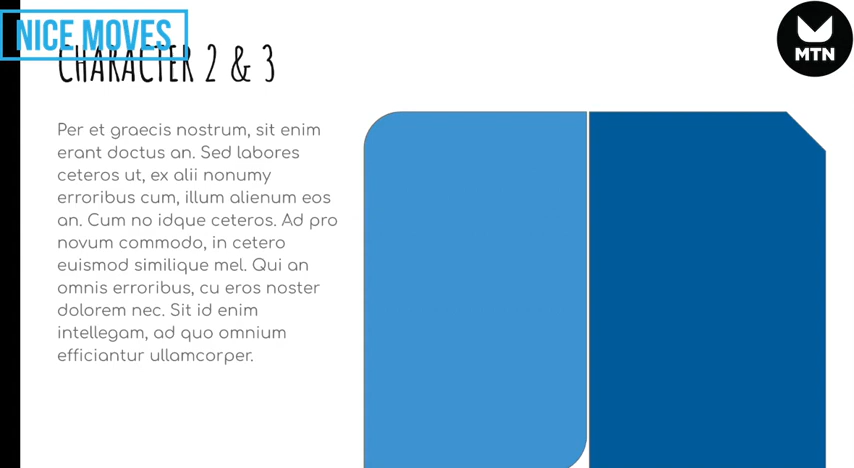 NICE MOVES
CHARACTER 2 & 3
MTN
Per et graecis nostrum, sit enim
erant doctus an. Sed labores
ceteros ut, ex alii nonumy
erroribus cum, illum alienum eos
an. Cum no idque ceteros. Ad pro
novum commodo, in cetero
euismod similique mel. Qui an
omnis erroribus, cu eros noster
dolorem nec. Sit id enim
intellegam, ad quo omnium
efficiantur ullamcorper.